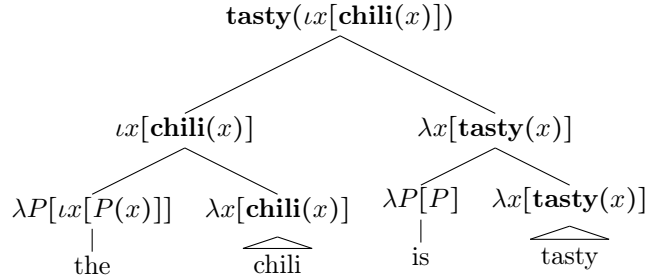 tasty(ιx[chili(x)])
ιx[chili(x)] λx[tasty(x)]
λP[ιx[P(x)]] λx[chili(x)] λP[P] λx[tasty(x)]
the chili is tasty